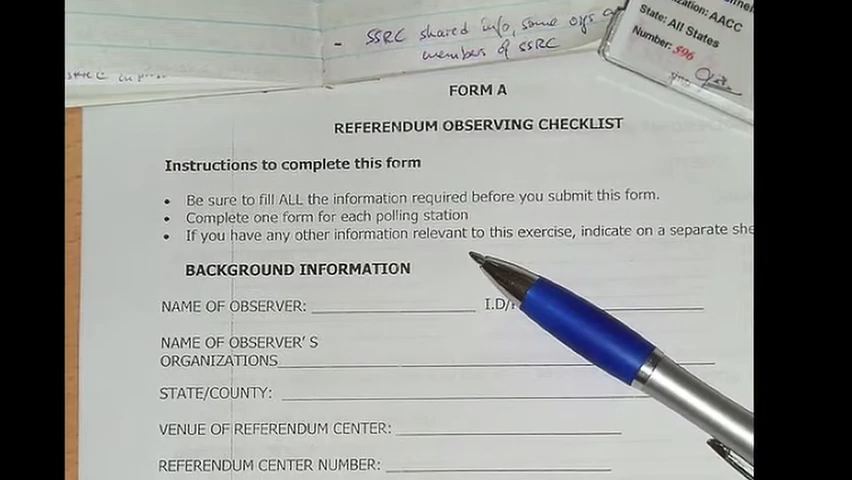 - SSRC shared info, some orgs
members of SSRC
AACC
State: All States
Number: 596
FORM A
REFERENDUM OBSERVING CHECKLIST
Instructions to complete this form
• Be sure to fill ALL the information required before you submit this form.
• Complete one form for each polling station
• If you have any other information relevant to this exercise, indicate on a separate she
BACKGROUND INFORMATION
NAME OF OBSERVER: I.D/
NAME OF OBSERVER' S
ORGANIZATIONS
STATE/COUNTY:
VENUE OF REFERENDUM CENTER:
REFERENDUM CENTER NUMBER: